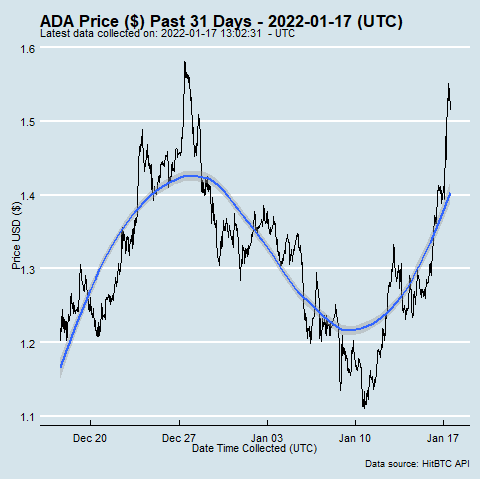 ADA Price ($) Past 31 Days - 2022-01-17 (UTC)
Latest data collected on: 2022-01-17 13:02:31  - UTC
1.6
1.5
1.4
1.3
1.2
1.1
Price USD ($)
Dec 20 Dec 27 Jan 03 Jan 10 Jan 17
Date Time Collected (UTC)
Data source: HitBTC API